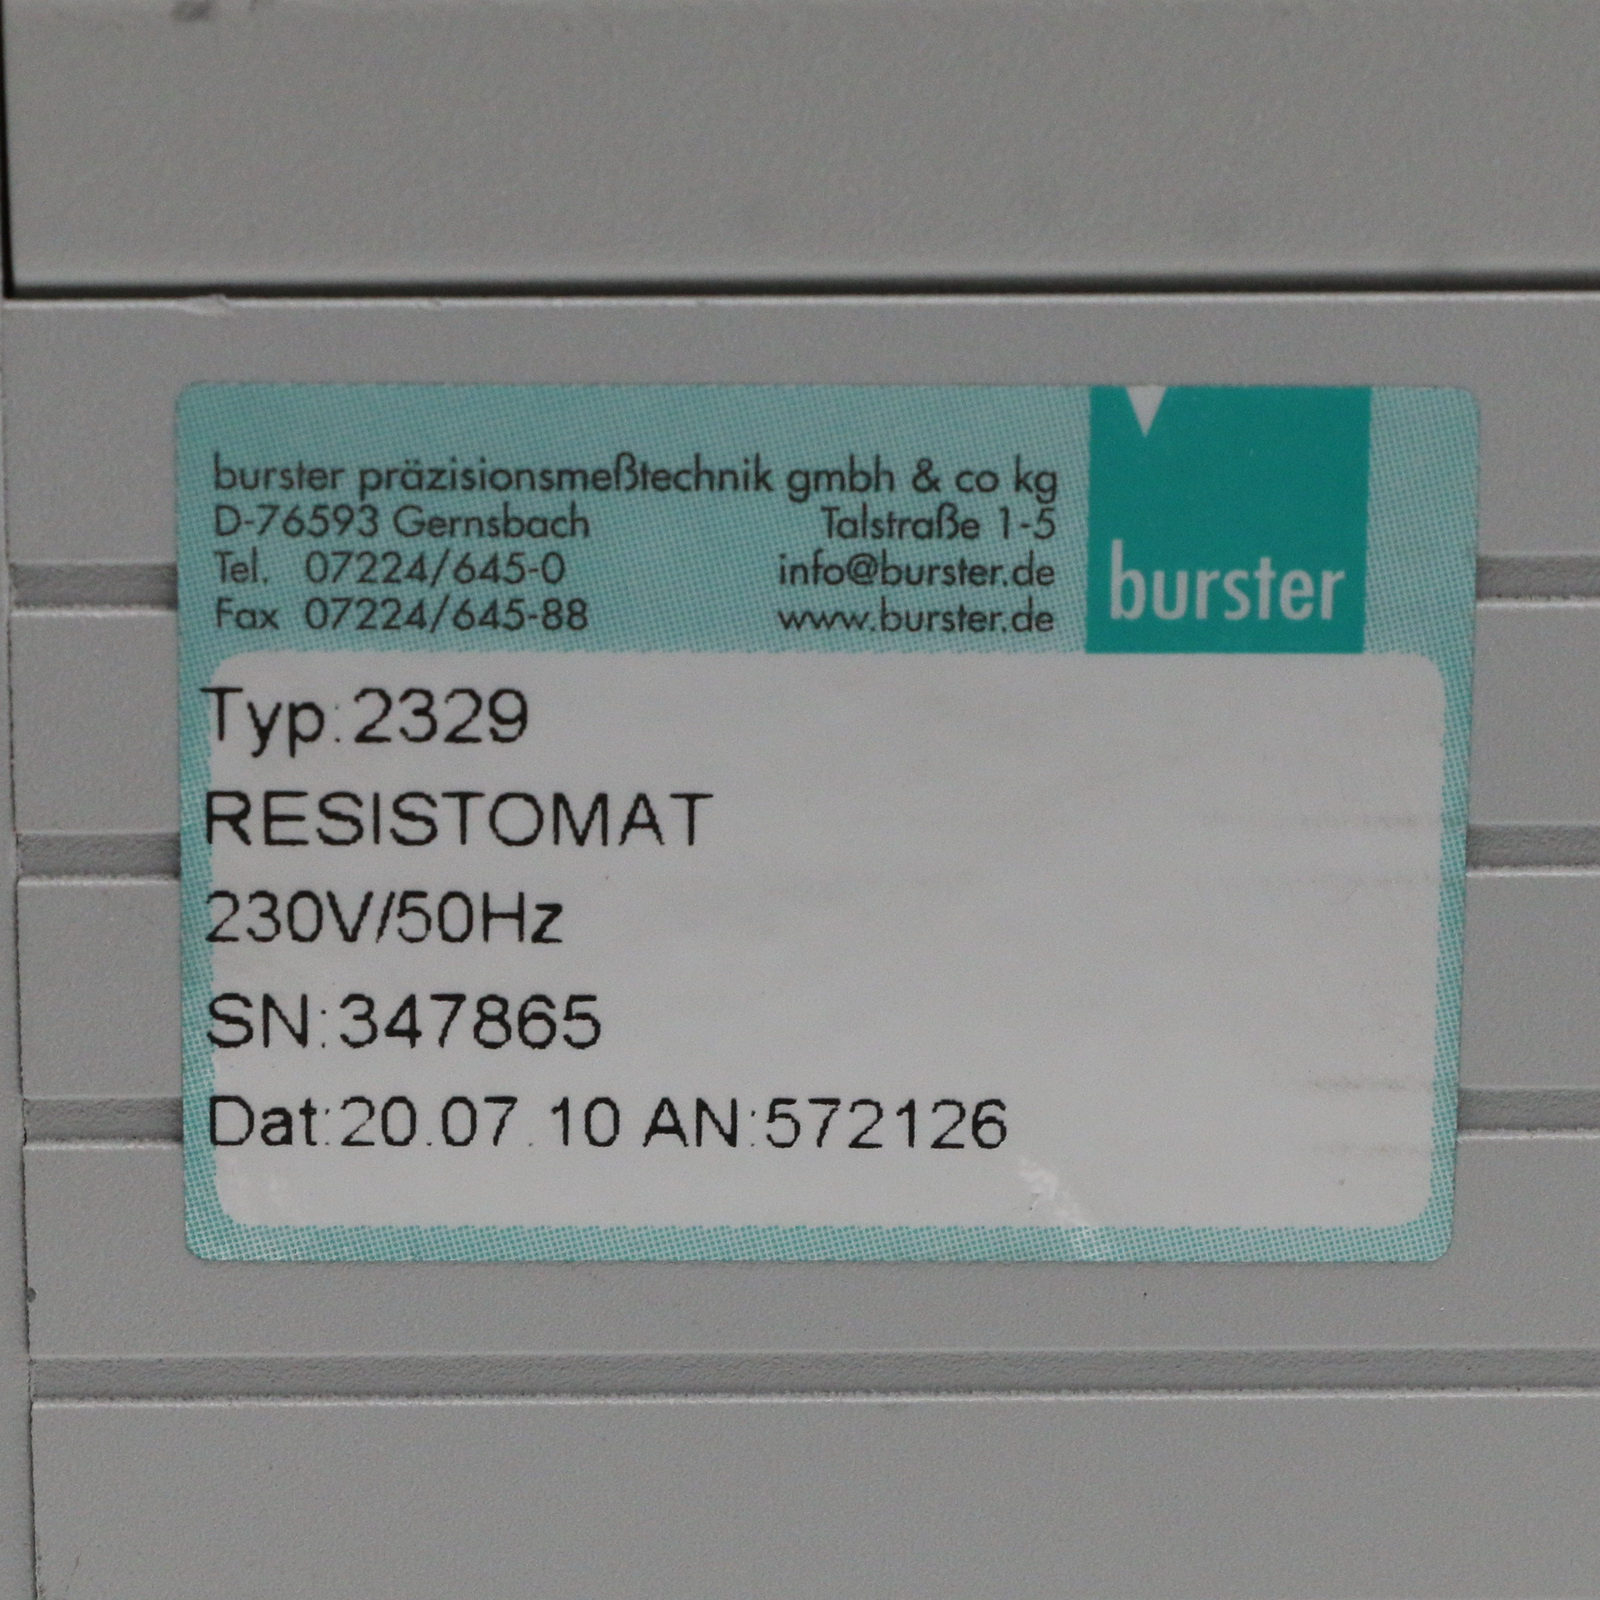 burster präzisionsmeßtechnik gmbh & co kg
D-76593 Gernsbach Talstraße 1-5
Tel. 07224/645-0 info@burster.de
Fax 07224/645-88 www.burster.de
burster
Typ:2329
RESISTOMAT
230V/50Hz
SN:347865
Dat:20.07.10 AN:572126